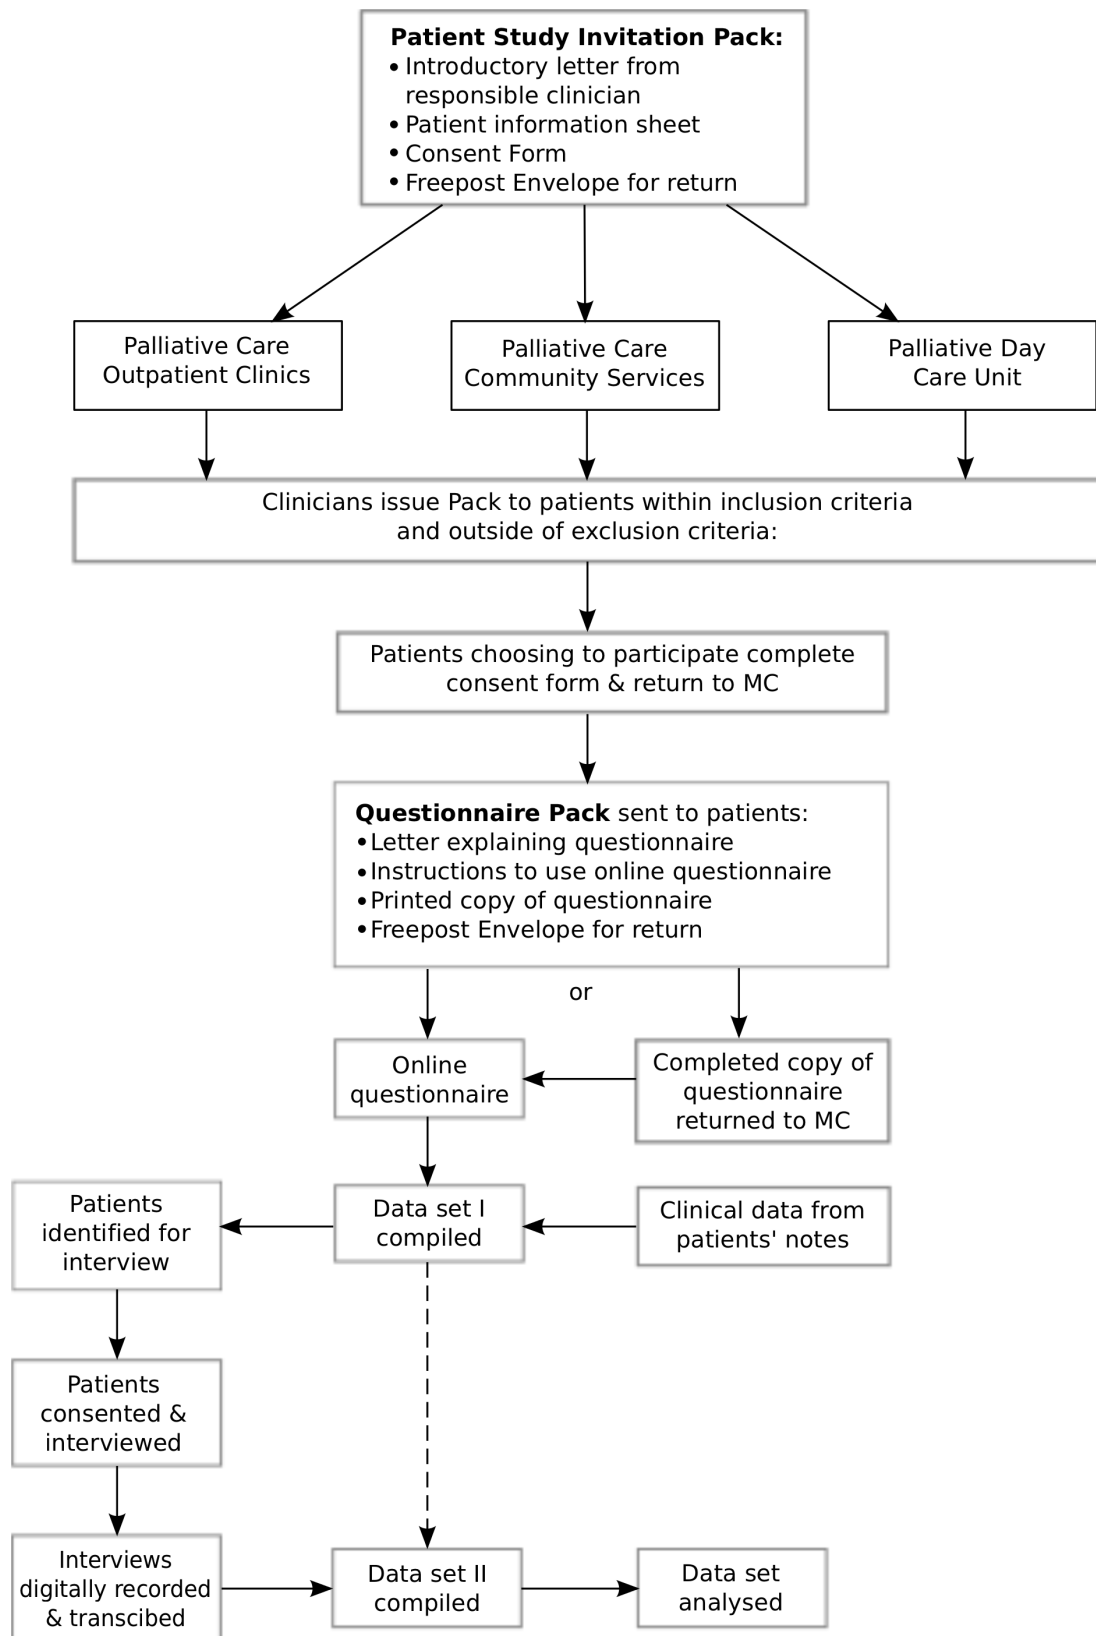 Patient Study Invitation Pack:
• Introductory letter from
responsible clinician
• Patient information sheet
• Consent Form
• Freepost Envelope for return
Palliative Care
Outpatient Clinics
Palliative Care
Community Services
Palliative Day
Care Unit
Clinicians issue Pack to patients within inclusion criteria
and outside of exclusion criteria:
Patients choosing to participate complete
consent form & return to MC
Questionnaire Pack sent to patients:
• Letter explaining questionnaire
• Instructions to use online questionnaire
• Printed copy of questionnaire
• Freepost Envelope for return
or
Online
questionnaire
Completed copy of
questionnaire
returned to MC
Patients
identified for
interview
Data set I
compiled
Clinical data from
patients' notes
Patients
consented &
interviewed
Interviews
digitally recorded
& transcibed
Data set II
compiled
Data set
analysed